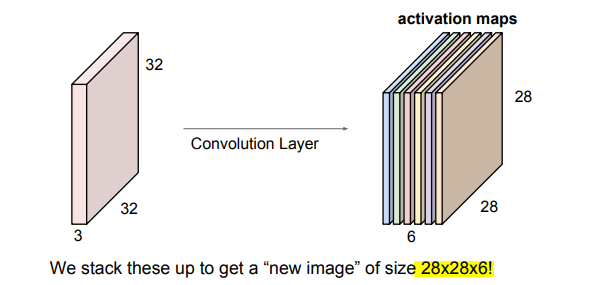 activation maps
32
28
Convolution Layer
32
28
3
6
We stack these up to get a “new image” of size 28x28x6!